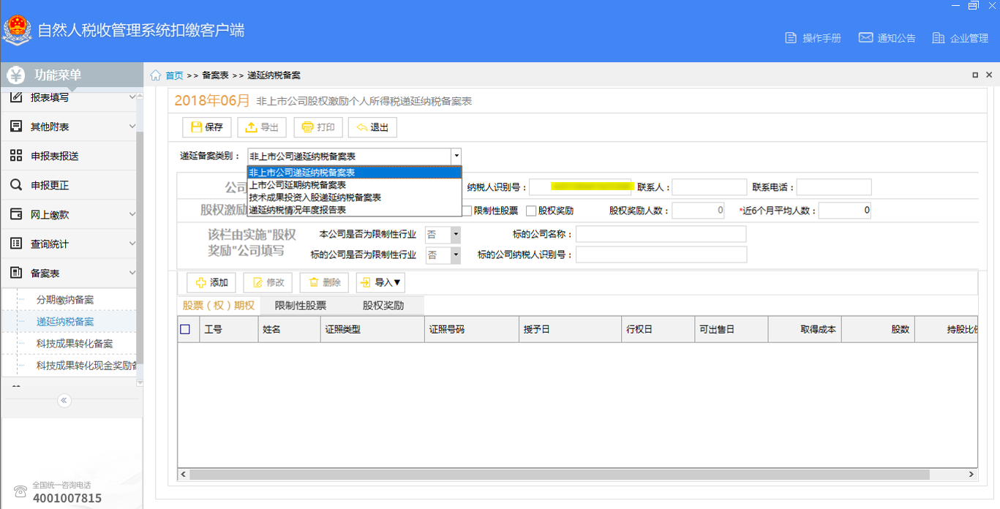 自然人税收管理系统扣缴客户端
操作手册 通知公告 企业管理
功能菜单
首页 >> 备案表 >> 递延纳税备案
报表填写
其他附表
申报表报送
申报更正
网上缴款
查询统计
备案表
分期缴纳备案
递延纳税备案
科技成果转化备案
科技成果转化现金奖励
全国统一咨询电话
4001007815
2018年06月 非上市公司股权激励个人所得税递延纳税备案表
保存 导出 打印 退出
递延备案类别： 非上市公司递延纳税备案表
非上市公司递延纳税备案表
上市公司延期纳税备案表
技术成果投资入股递延纳税备案表
递延纳税情况年度报告表
公司 纳税人识别号： 联系人： 联系电话：
股权激励 限制性股票 股权奖励 股权奖励人数： 0 *近6个月平均人数： 0
该栏由实施"股权
奖励"公司填写
本公司是否为限制性行业 否 标的公司名称：
标的公司是否为限制性行业 否 标的公司纳税人识别号：
添加 修改 删除 导入▼
股票（权）期权 限制性股票 股权奖励
工号 姓名 证照类型 证照号码 授予日 行权日 可出售日 取得成本 股数 持股比